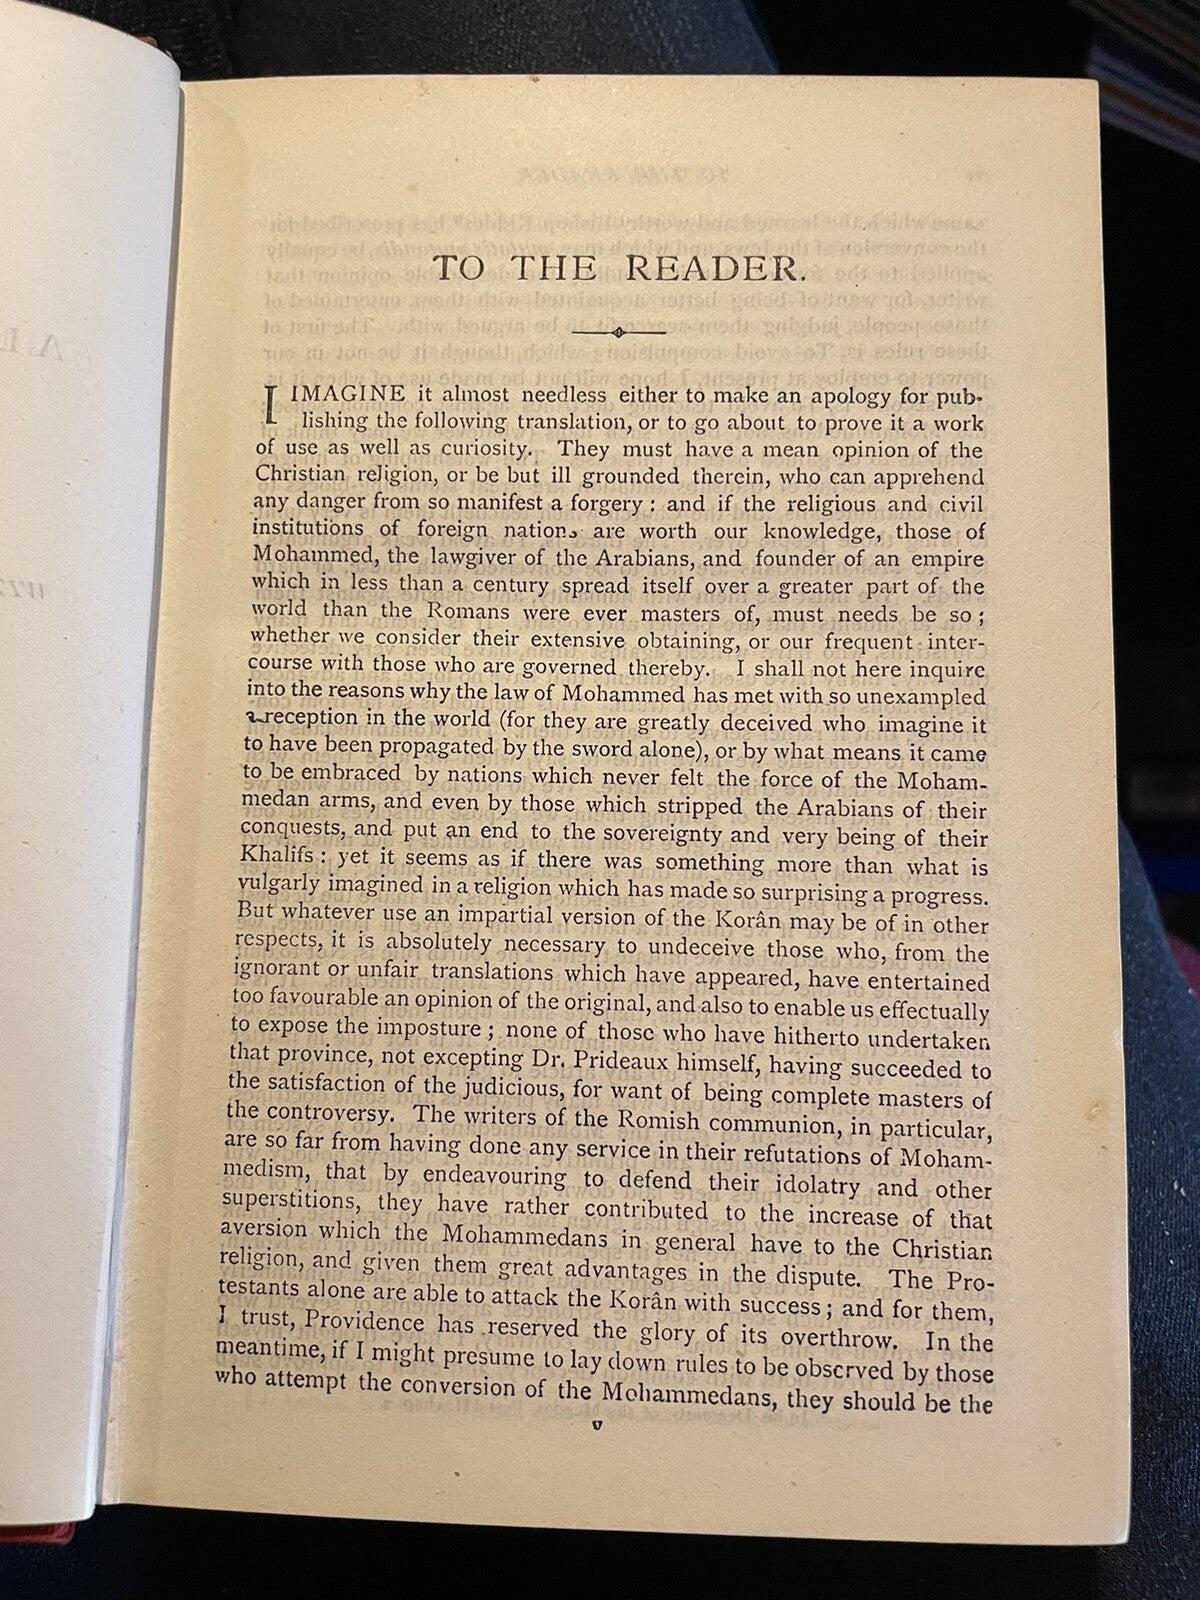 TO THE READER.
I IMAGINE it almost needless either to make an apology for pub-
lishing the following translation, or to go about to prove it a work
of use as well as curiosity. They must have a mean opinion of the
Christian religion, or be but ill grounded therein, who can apprehend
any danger from so manifest a forgery : and if the religious and civil
institutions of foreign nations are worth our knowledge, those of
Mohammed, the lawgiver of the Arabians, and founder of an empire
which in less than a century spread itself over a greater part of the
world than the Romans were ever masters of, must needs be so ;
whether we consider their extensive obtaining, or our frequent inter-
course with those who are governed thereby. I shall not here inquire
into the reasons why the law of Mohammed has met with so unexampled
a reception in the world (for they are greatly deceived who imagine it
to have been propagated by the sword alone), or by what means it came
to be embraced by nations which never felt the force of the Moham-
medan arms, and even by those which stripped the Arabians of their
conquests, and put an end to the sovereignty and very being of their
Khalifs : yet it seems as if there was something more than what is
vulgarly imagined in a religion which has made so surprising a progress.
But whatever use an impartial version of the Korân may be of in other
respects, it is absolutely necessary to undeceive those who, from the
ignorant or unfair translations which have appeared, have entertained
too favourable an opinion of the original, and also to enable us effectually
to expose the imposture ; none of those who have hitherto undertaken
that province, not excepting Dr. Prideaux himself, having succeeded to
the satisfaction of the judicious, for want of being complete masters of
the controversy. The writers of the Romish communion, in particular,
are so far from having done any service in their refutations of Moham-
medism, that by endeavouring to defend their idolatry and other
superstitions, they have rather contributed to the increase of that
aversion which the Mohammedans in general have to the Christian
religion, and given them great advantages in the dispute. The Pro-
testants alone are able to attack the Korân with success ; and for them,
I trust, Providence has reserved the glory of its overthrow. In the
meantime, if I might presume to lay down rules to be observed by those
who attempt the conversion of the Mohammedans, they should be the
v